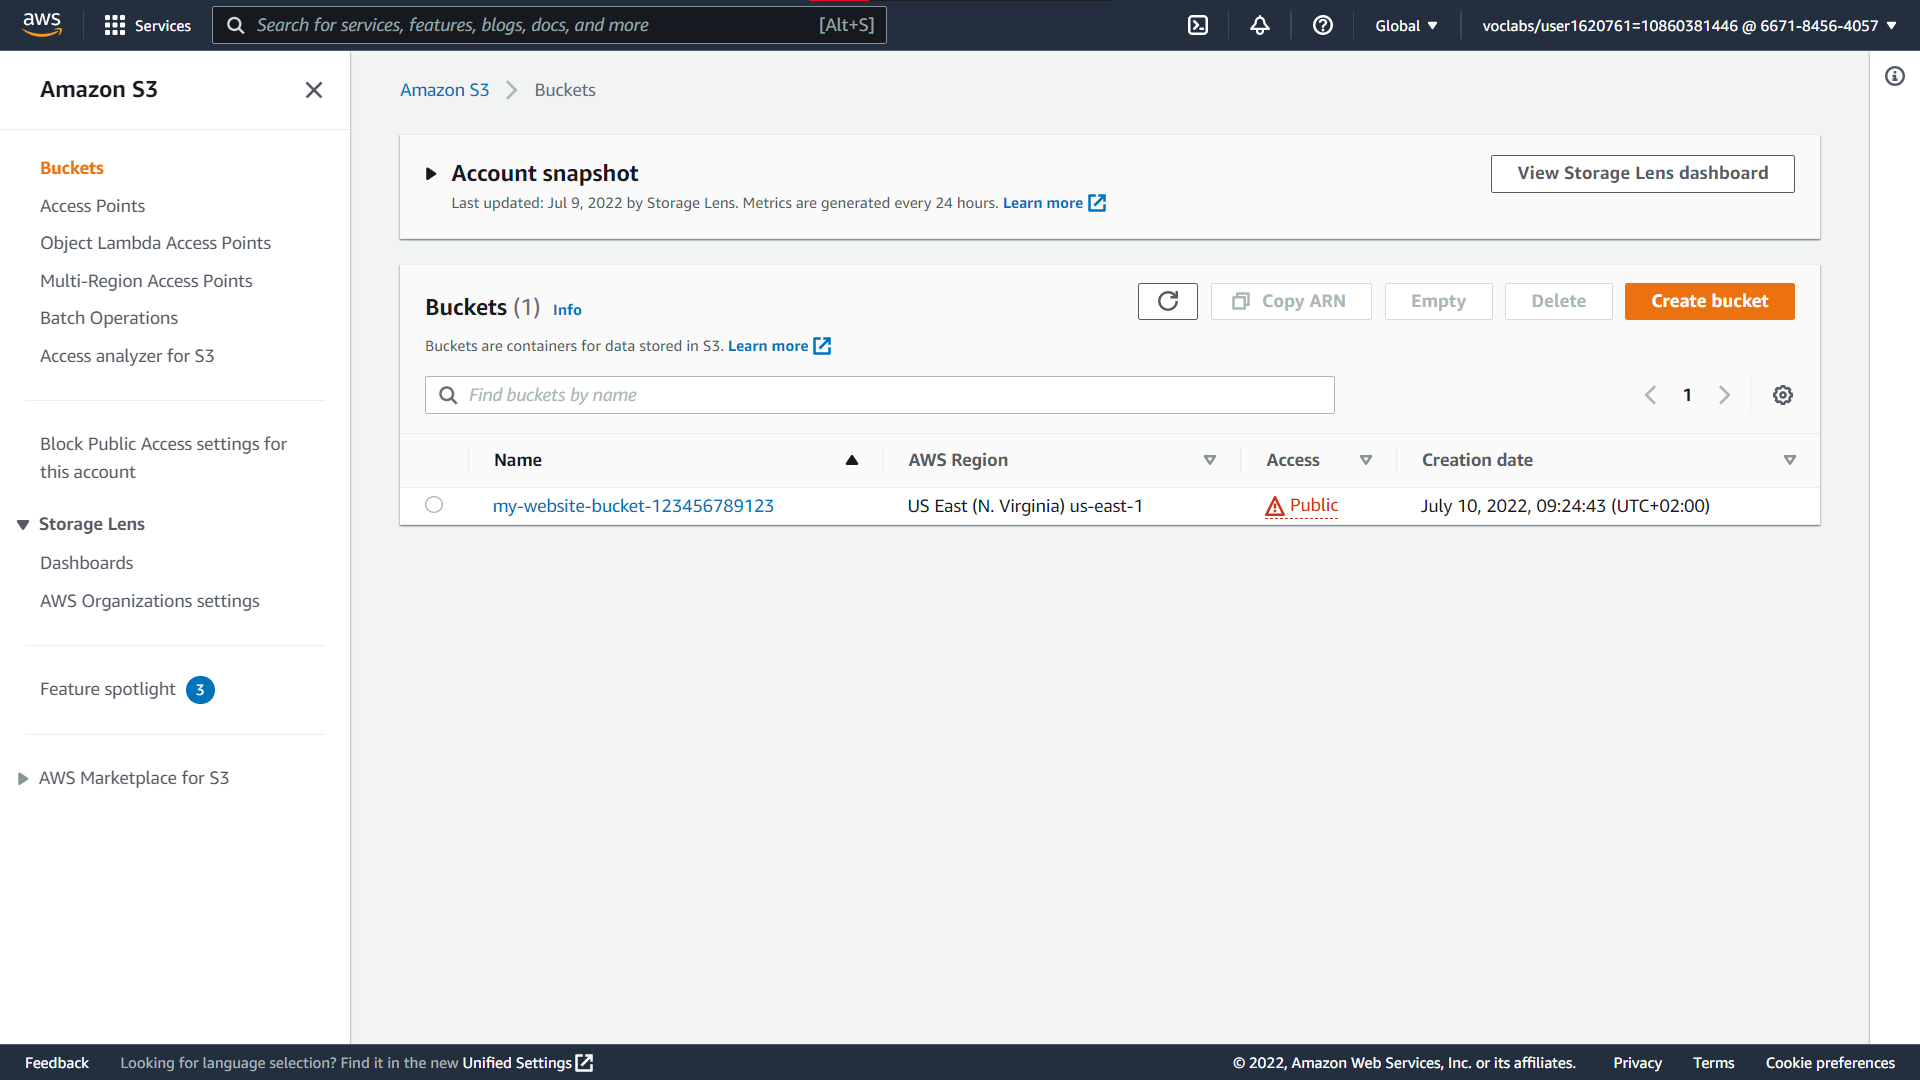 aws
Services
Search for services, features, blogs, docs, and more [Alt+S]
Global
voclabs/user1620761=10860381446 @ 6671-8456-4057
Amazon S3
Buckets
Access Points
Object Lambda Access Points
Multi-Region Access Points
Batch Operations
Access analyzer for S3
Block Public Access settings for
this account
Storage Lens
Dashboards
AWS Organizations settings
Feature spotlight 3
AWS Marketplace for S3
Amazon S3 Buckets
Account snapshot
View Storage Lens dashboard
Last updated: Jul 9, 2022 by Storage Lens. Metrics are generated every 24 hours. Learn more
Buckets (1) Info
Copy ARN Empty Delete Create bucket
Buckets are containers for data stored in S3. Learn more
Find buckets by name
1
Name AWS Region Access Creation date
my-website-bucket-123456789123 US East (N. Virginia) us-east-1 Public July 10, 2022, 09:24:43 (UTC+02:00)
Feedback Looking for language selection? Find it in the new Unified Settings © 2022, Amazon Web Services, Inc. or its affiliates. Privacy Terms Cookie preferences